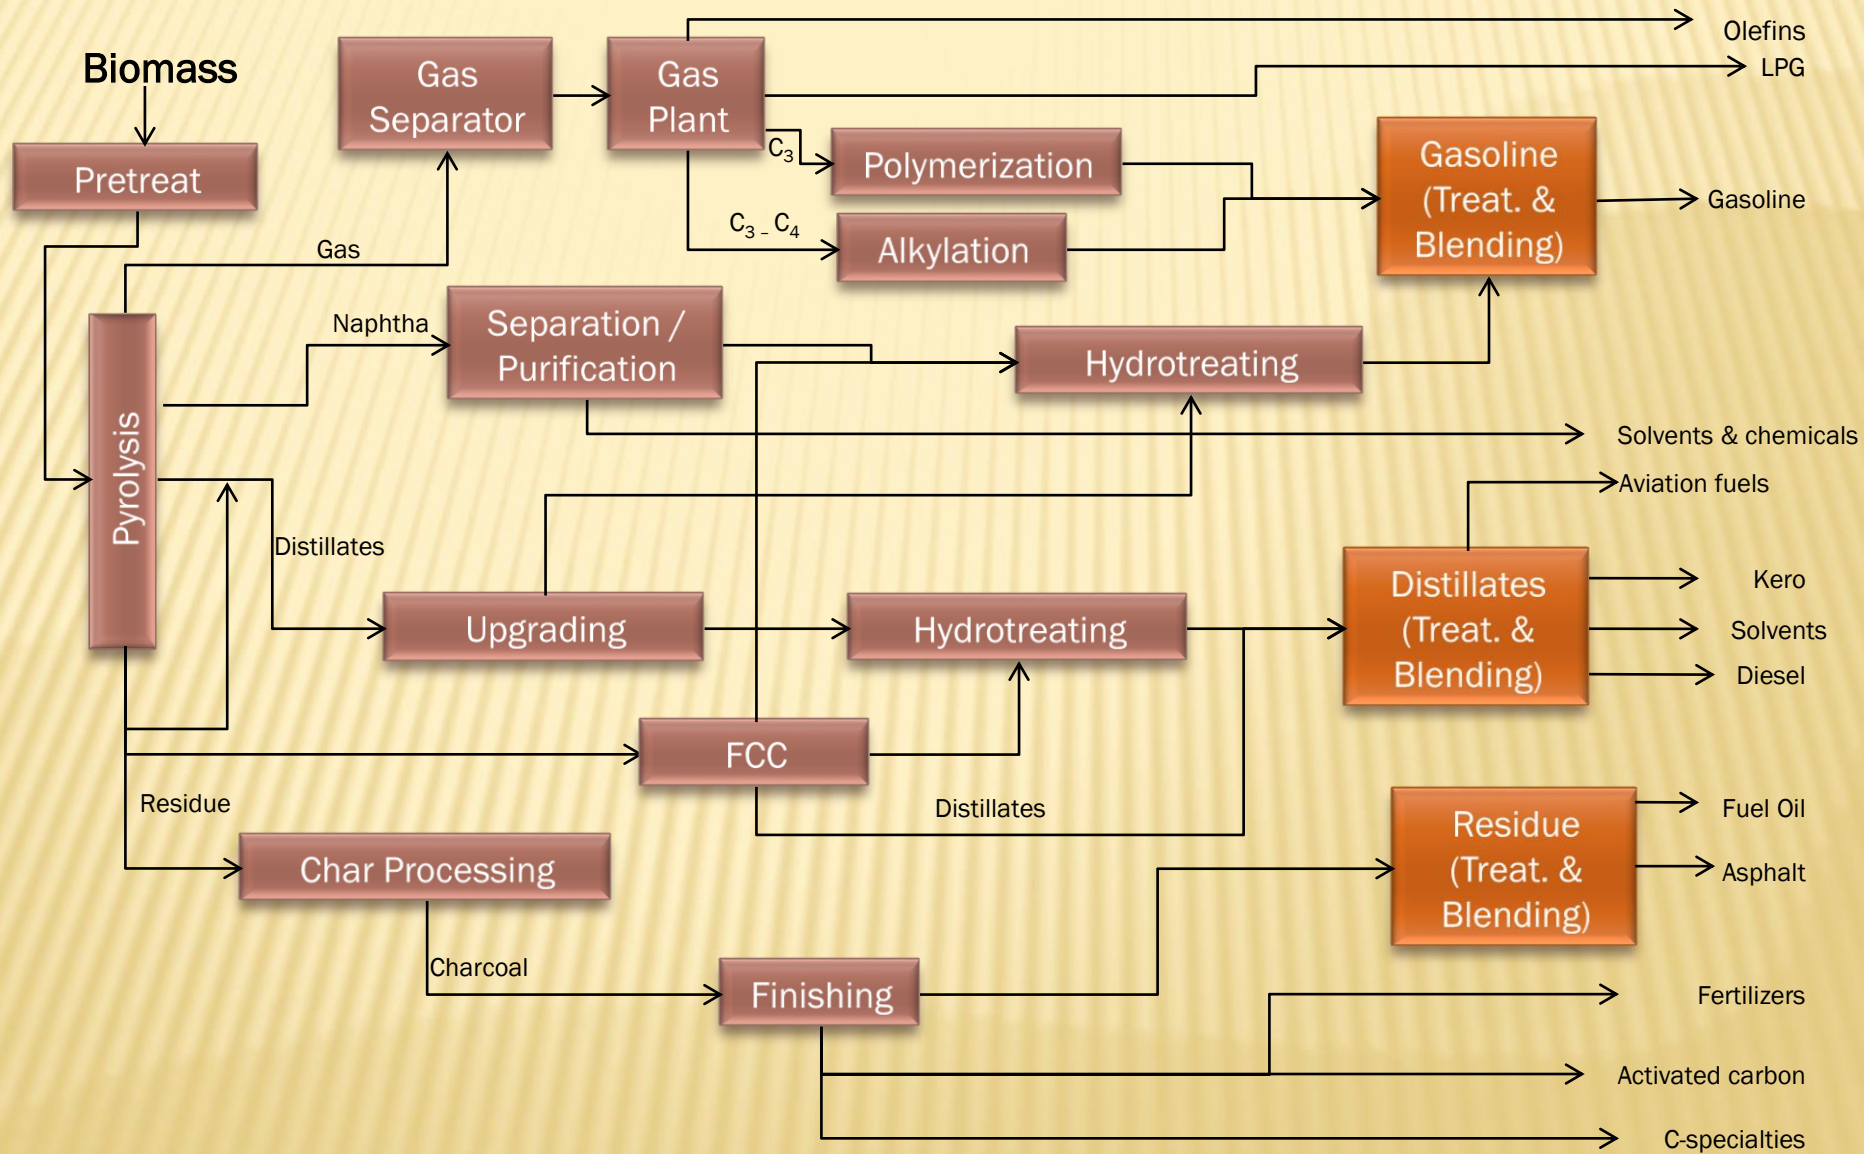 Olefins
LPG
Biomass
Gas
Separator
Gas
Plant
C3
Polymerization
Gasoline
(Treat. &
Blending)
Gasoline
Pretreat
C3 - C4
Alkylation
Gas
Naphtha
Separation /
Purification
Hydrotreating
Solvents & chemicals
Aviation fuels
Pyrolysis
Distillates
Upgrading
Hydrotreating
Distillates
(Treat. &
Blending)
Kero
Solvents
Diesel
FCC
Residue
Distillates
Char Processing
Residue
(Treat. &
Blending)
Fuel Oil
Asphalt
Charcoal
Finishing
Fertilizers
Activated carbon
C-specialties